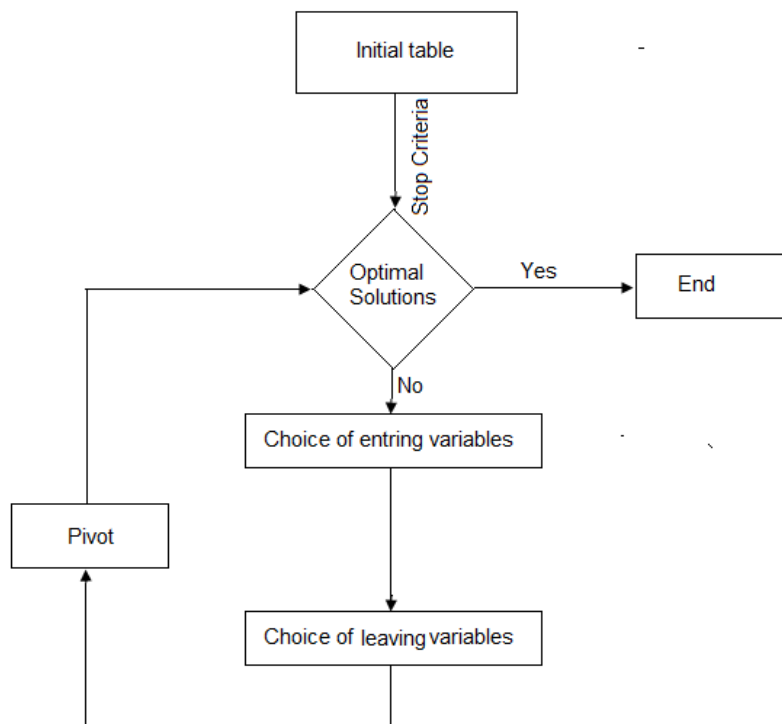 Initial table
Stop Criteria
Optimal
Solutions
Yes
End
No
Choice of entring variables
Pivot
Choice of leaving variables